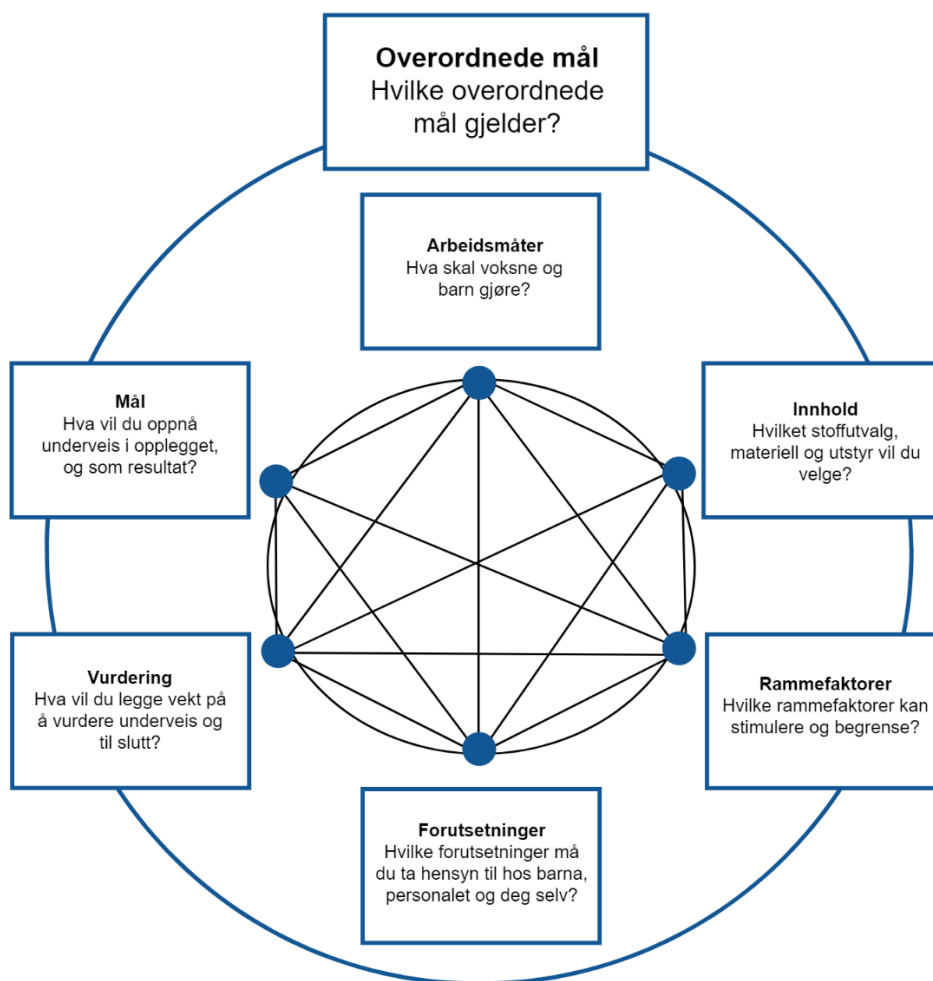 Overordnede mål
Hvilke overordnede
mål gjelder?
Arbeidsmåter
Hva skal voksne og
barn gjøre?
Mål
Hva vil du oppnå
underveis i opplegget,
og som resultat?
Innhold
Hvilket stoffutvalg,
materiell og utstyr vil du
velge?
Vurdering
Hva vil du legge vekt på
å vurdere underveis og
til slutt?
Rammefaktorer
Hvilke rammefaktorer kan
stimulere og begrense?
Forutsetninger
Hvilke forutsetninger må
du ta hensyn til hos barna,
personalet og deg selv?